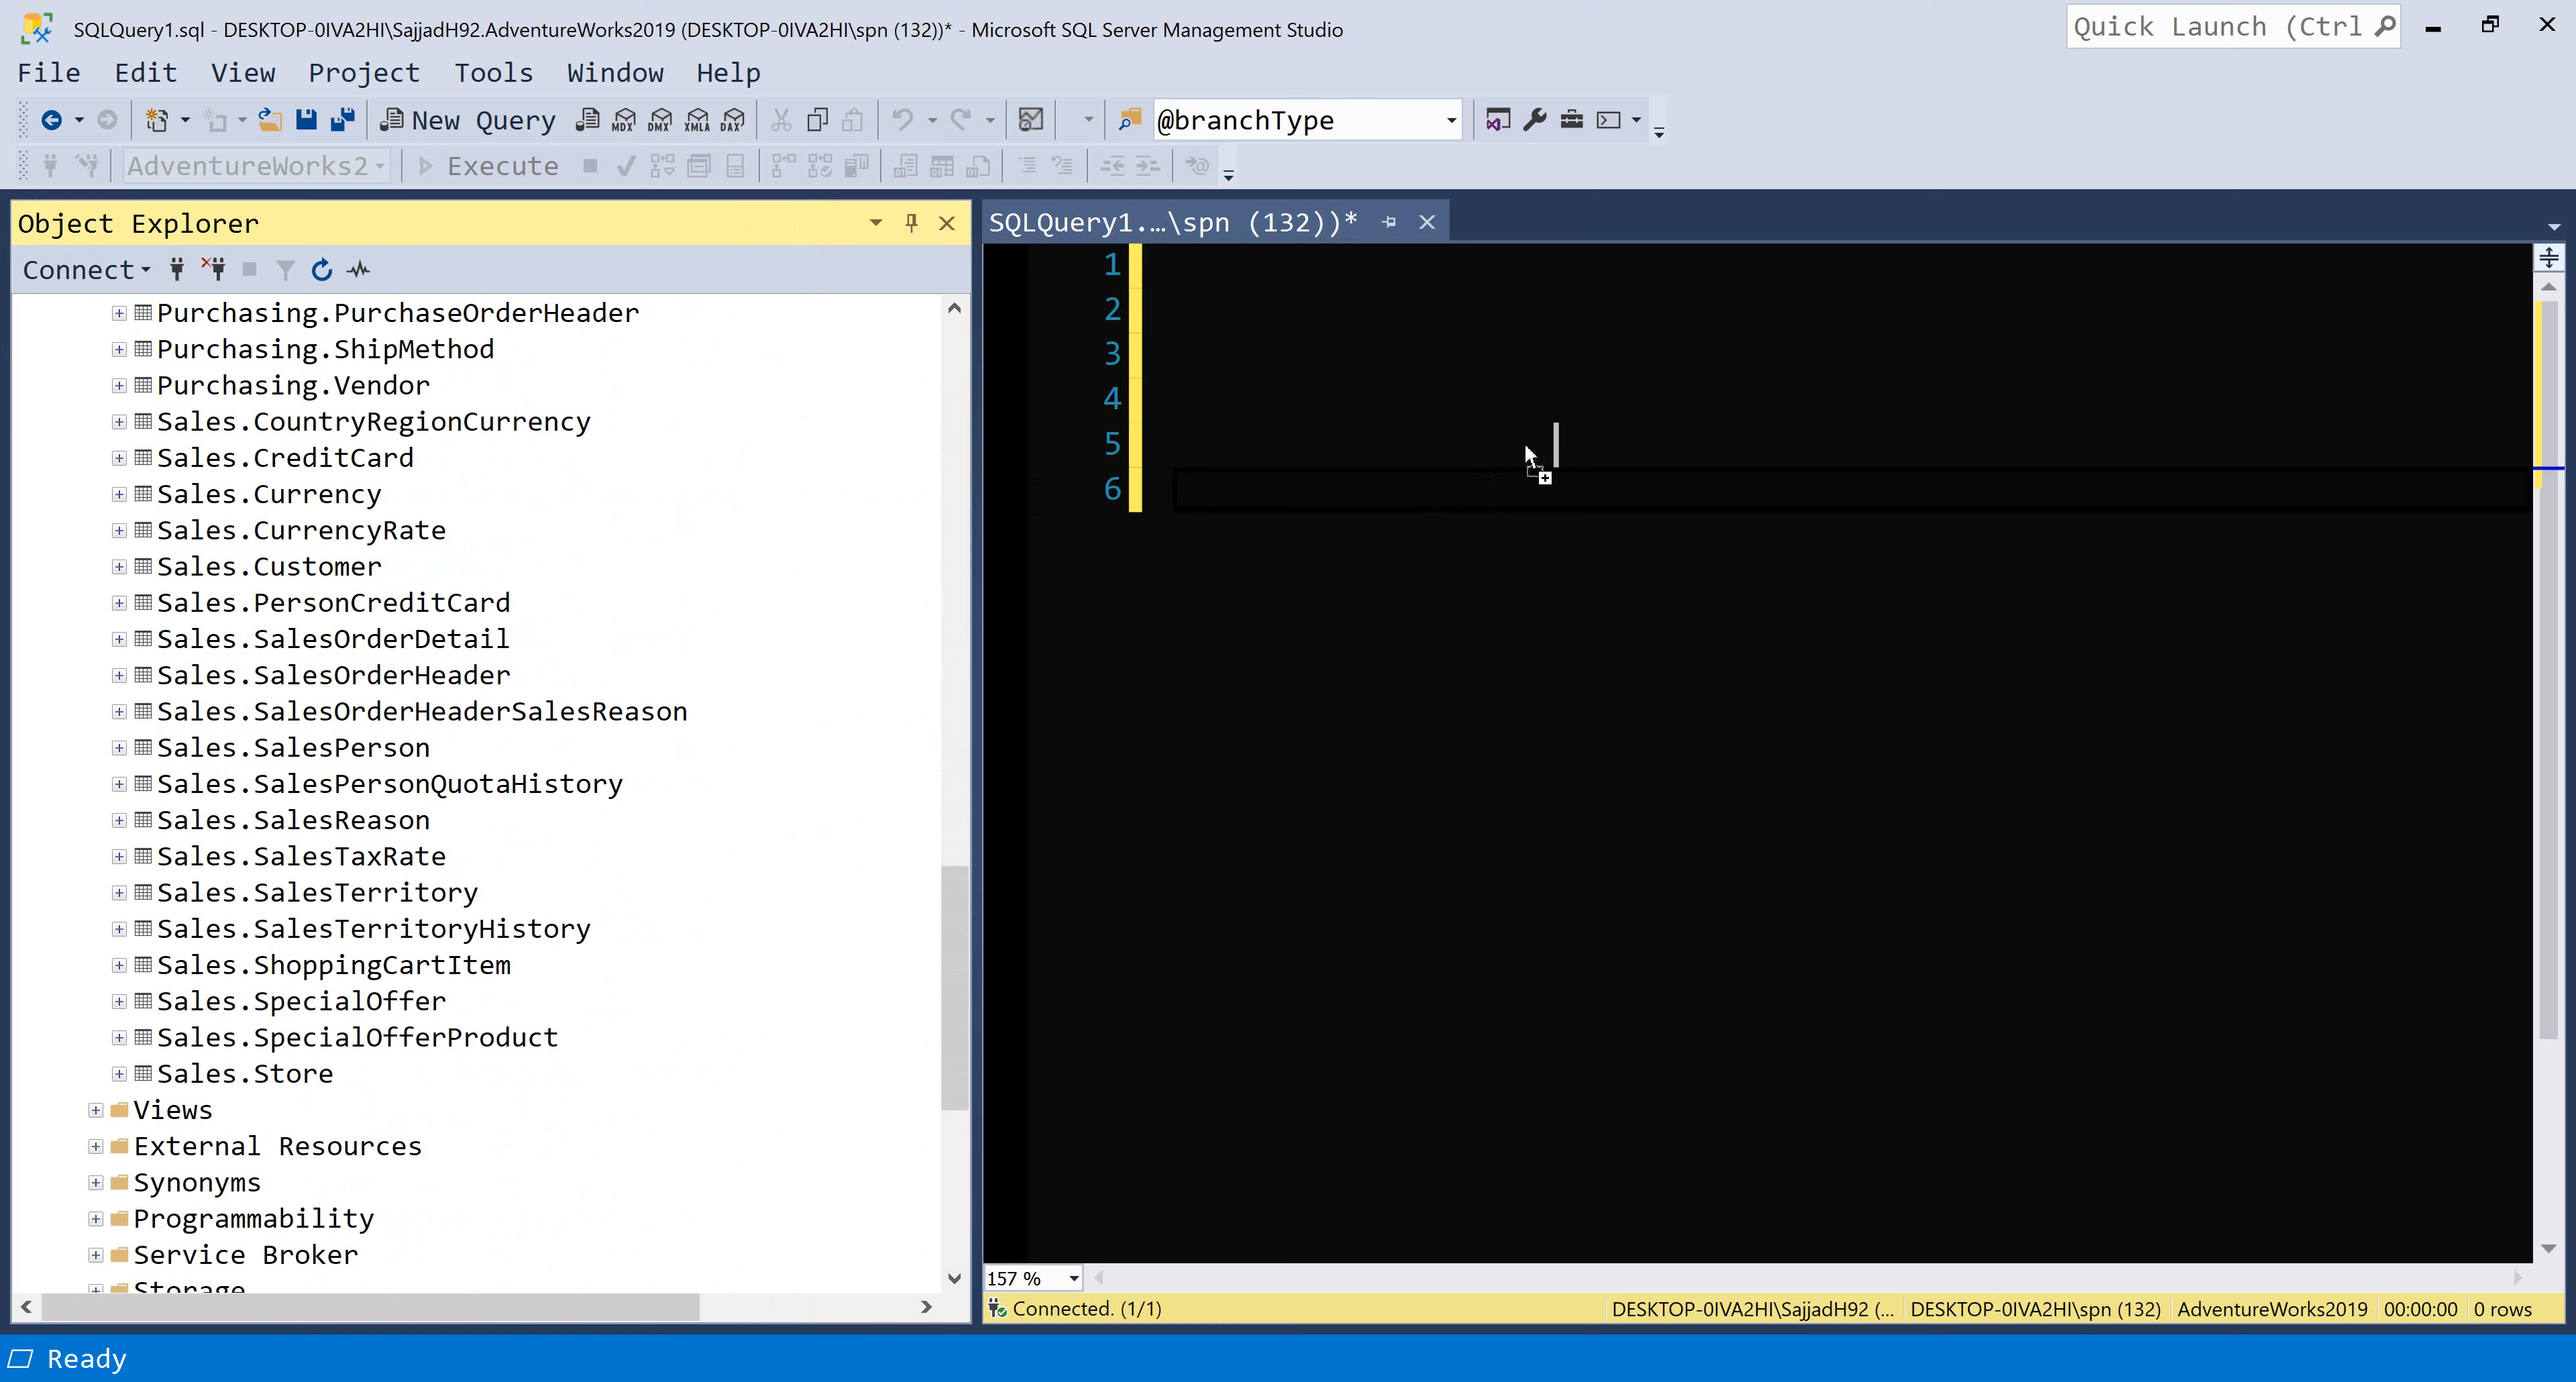 SQLQuery1.sql - DESKTOP-0IVA2HI\SajjadH92.AdventureWorks2019 (DESKTOP-0IVA2HI\spn (132))* - Microsoft SQL Server Management Studio
Quick Launch (Ctrl
File Edit View Project Tools Window Help
New Query MDX DMX XMLA DAX @branchType
AdventureWorks2 Execute
Object Explorer
SQLQuery1....\spn (132))*
Connect
Purchasing.PurchaseOrderHeader
Purchasing.ShipMethod
Purchasing.Vendor
Sales.CountryRegionCurrency
Sales.CreditCard
Sales.Currency
Sales.CurrencyRate
Sales.Customer
Sales.PersonCreditCard
Sales.SalesOrderDetail
Sales.SalesOrderHeader
Sales.SalesOrderHeaderSalesReason
Sales.SalesPerson
Sales.SalesPersonQuotaHistory
Sales.SalesReason
Sales.SalesTaxRate
Sales.SalesTerritory
Sales.SalesTerritoryHistory
Sales.ShoppingCartItem
Sales.SpecialOffer
Sales.SpecialOfferProduct
Sales.Store
Views
External Resources
Synonyms
Programmability
Service Broker
Storage
1
2
3
4
5
6
157 %
Connected. (1/1)
DESKTOP-0IVA2HI\SajjadH92 (... DESKTOP-0IVA2HI\spn (132) AdventureWorks2019 00:00:00 0 rows
Ready